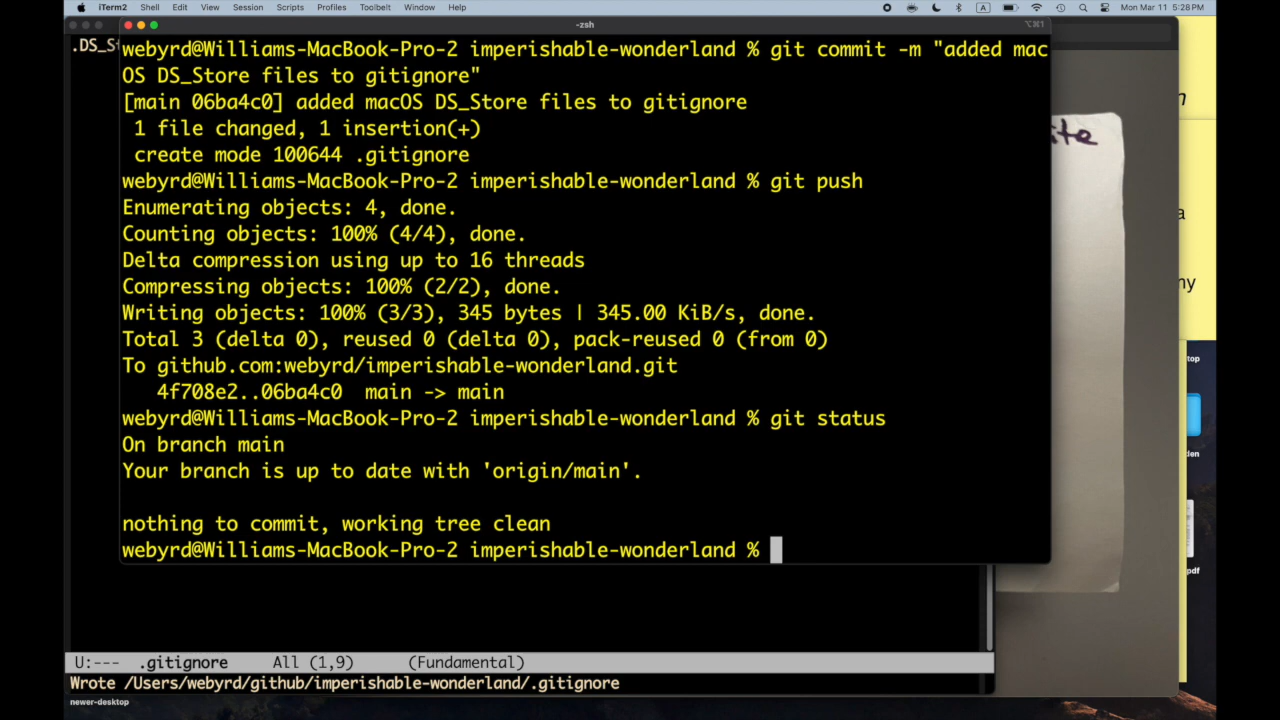 iTerm2 Shell Edit View Session Scripts Profiles Toolbelt Window Help A Mon Mar 11 5:28 PM
-zsh
⌥⌘1
.DS_St
webyrd@Williams-MacBook-Pro-2 imperishable-wonderland % git commit -m "added mac
OS DS_Store files to gitignore"
[main 06ba4c0] added macOS DS_Store files to gitignore
1 file changed, 1 insertion(+)
create mode 100644 .gitignore
webyrd@Williams-MacBook-Pro-2 imperishable-wonderland % git push
Enumerating objects: 4, done.
Counting objects: 100% (4/4), done.
Delta compression using up to 16 threads
Compressing objects: 100% (2/2), done.
Writing objects: 100% (3/3), 345 bytes | 345.00 KiB/s, done.
Total 3 (delta 0), reused 0 (delta 0), pack-reused 0 (from 0)
To github.com:webyrd/imperishable-wonderland.git
4f708e2..06ba4c0 main -> main
webyrd@Williams-MacBook-Pro-2 imperishable-wonderland % git status
On branch main
Your branch is up to date with 'origin/main'.
nothing to commit, working tree clean
webyrd@Williams-MacBook-Pro-2 imperishable-wonderland %
U:--- .gitignore All (1,9) (Fundamental)
Wrote /Users/webyrd/github/imperishable-wonderland/.gitignore
newer-desktop
ite
n
a
ny
top
len
pdf